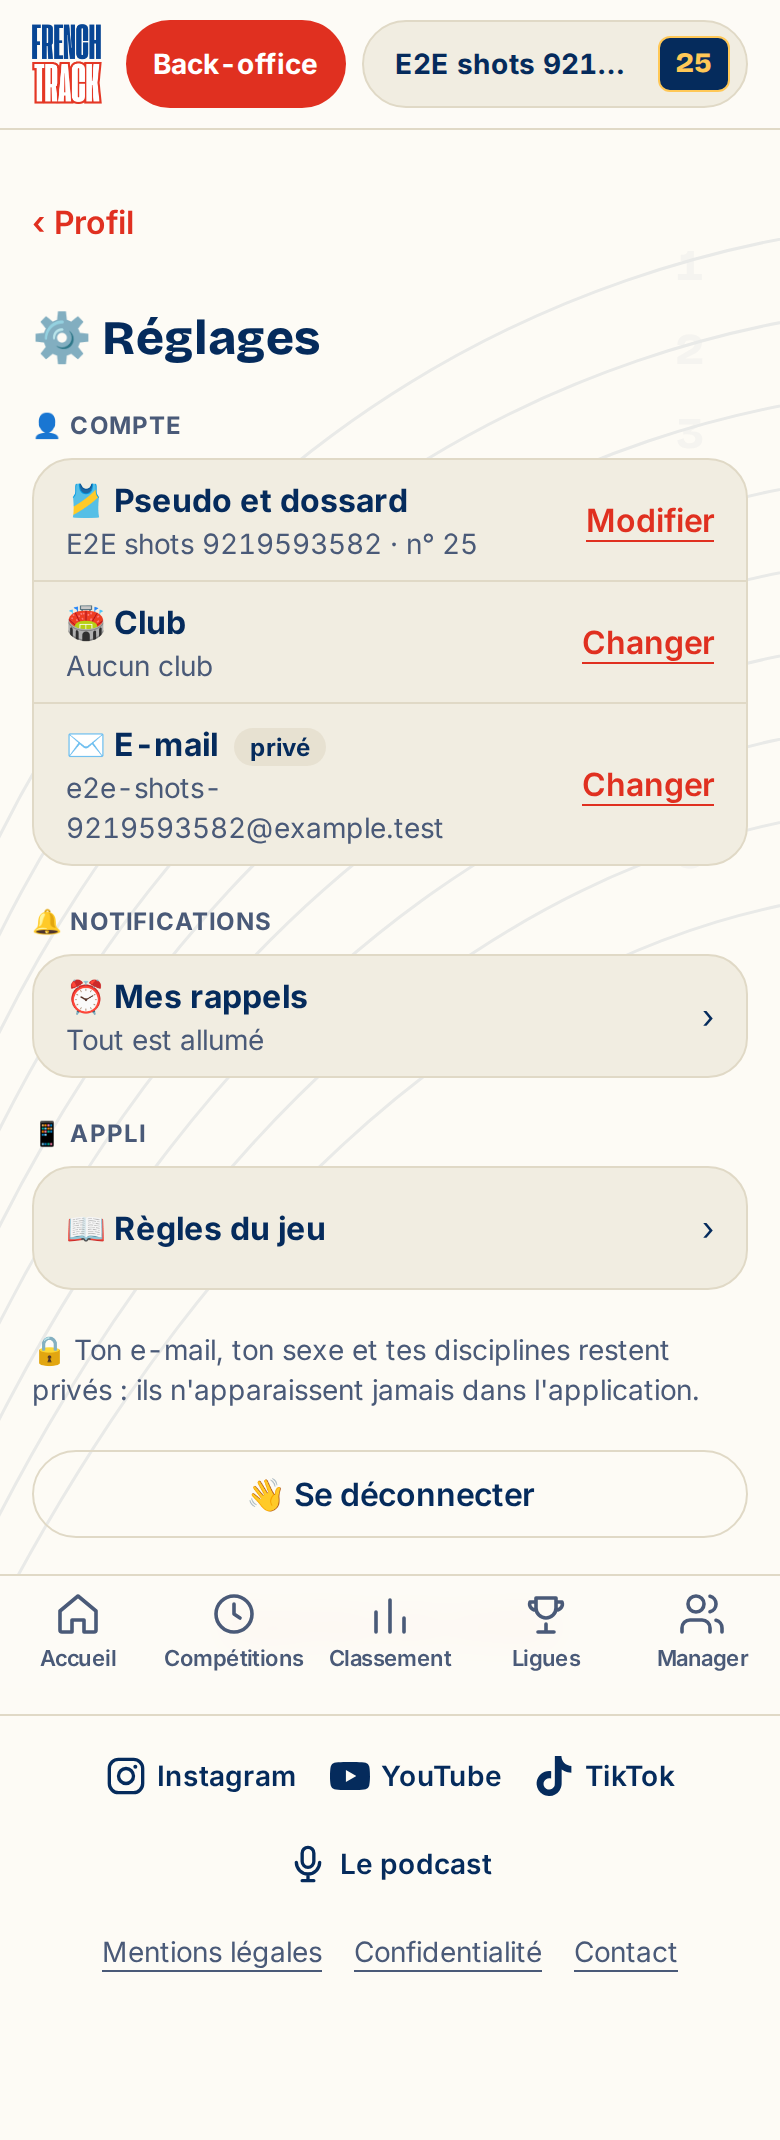 FRENCH
TRACK
Back-office
E2E shots 921...
25
‹ Profil
1
2
3
⚙️ Réglages
👤 COMPTE
🎽 Pseudo et dossard
E2E shots 9219593582 · n° 25
Modifier
🏟️ Club
Aucun club
Changer
✉️ E-mail privé
e2e-shots-
9219593582@example.test
Changer
🔔 NOTIFICATIONS
⏰ Mes rappels
Tout est allumé
›
📱 APPLI
📖 Règles du jeu
›
🔒 Ton e-mail, ton sexe et tes disciplines restent
privés : ils n'apparaissent jamais dans l'application.
👋 Se déconnecter
Accueil
Compétitions
Classement
Ligues
Manager
Instagram
YouTube
TikTok
Le podcast
Mentions légales
Confidentialité
Contact